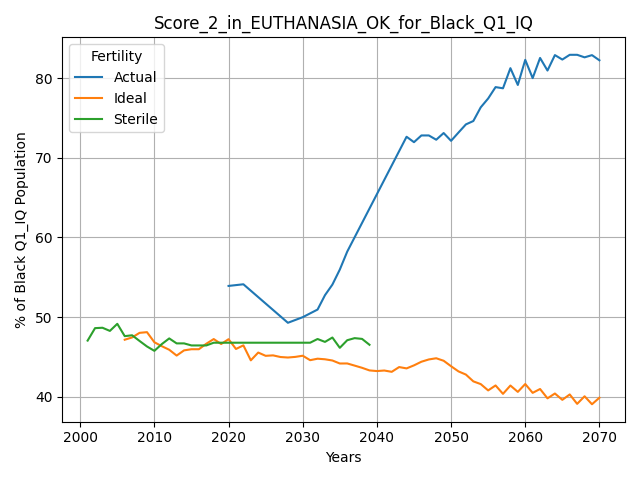 Score_2_in_EUTHANASIA_OK_for_Black_Q1_IQ
Fertility
Actual
Ideal
Sterile
% of Black Q1_IQ Population
80
70
60
50
40
2000
2010
2020
2030
2040
2050
2060
2070
Years